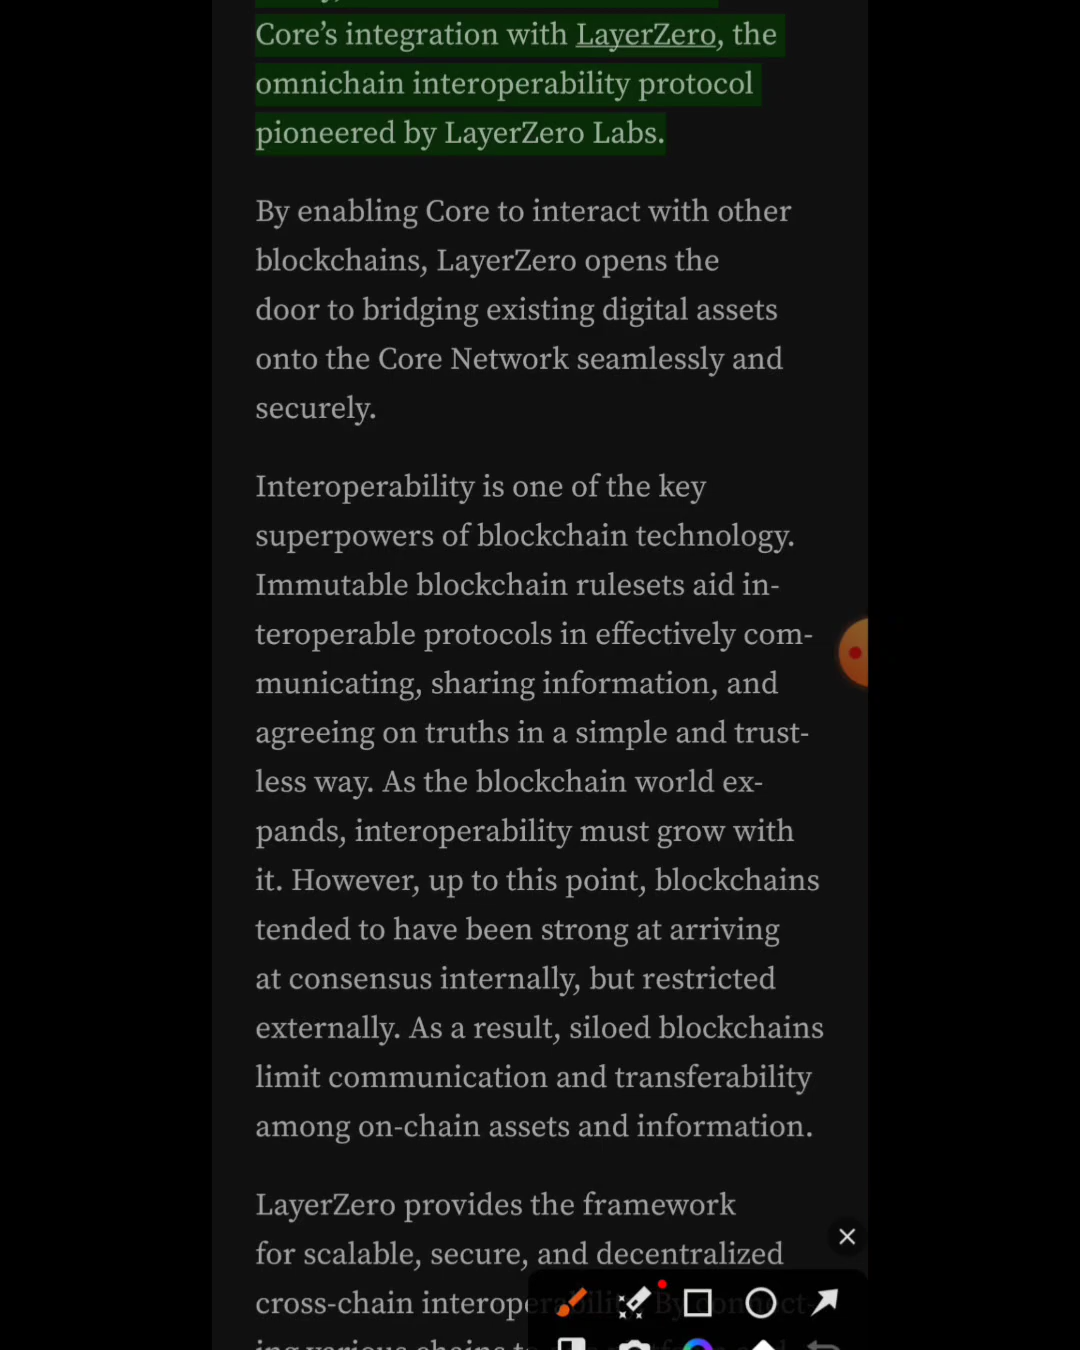 Core’s integration with LayerZero, the
omnichain interoperability protocol
pioneered by LayerZero Labs.
By enabling Core to interact with other
blockchains, LayerZero opens the
door to bridging existing digital assets
onto the Core Network seamlessly and
securely.
Interoperability is one of the key
superpowers of blockchain technology.
Immutable blockchain rulesets aid in-
teroperable protocols in effectively com-
municating, sharing information, and
agreeing on truths in a simple and trust-
less way. As the blockchain world ex-
pands, interoperability must grow with
it. However, up to this point, blockchains
tended to have been strong at arriving
at consensus internally, but restricted
externally. As a result, siloed blockchains
limit communication and transferability
among on-chain assets and information.
LayerZero provides the framework
for scalable, secure, and decentralized
cross-chain interoperability. By connect-
ing various chains